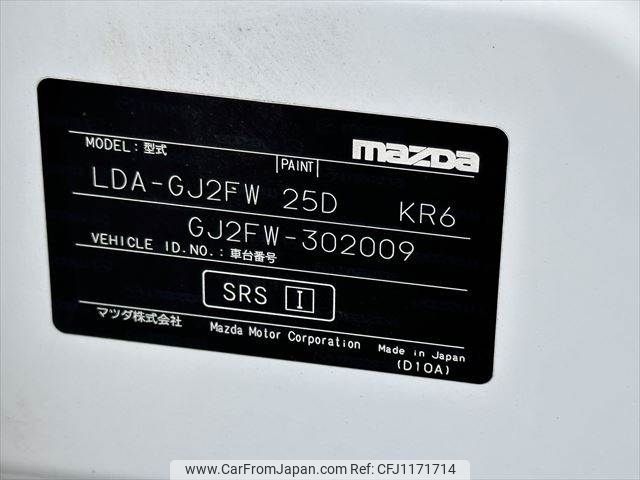 mazda
MODEL: 型式
PAINT
LDA-GJ2FW 25D KR6
GJ2FW-302009
VEHICLE ID.NO.: 車台番号
SRS I
マツダ株式会社 Mazda Motor Corporation Made in Japan
(D10A)
www.CarFromJapan.com CFJ1171714